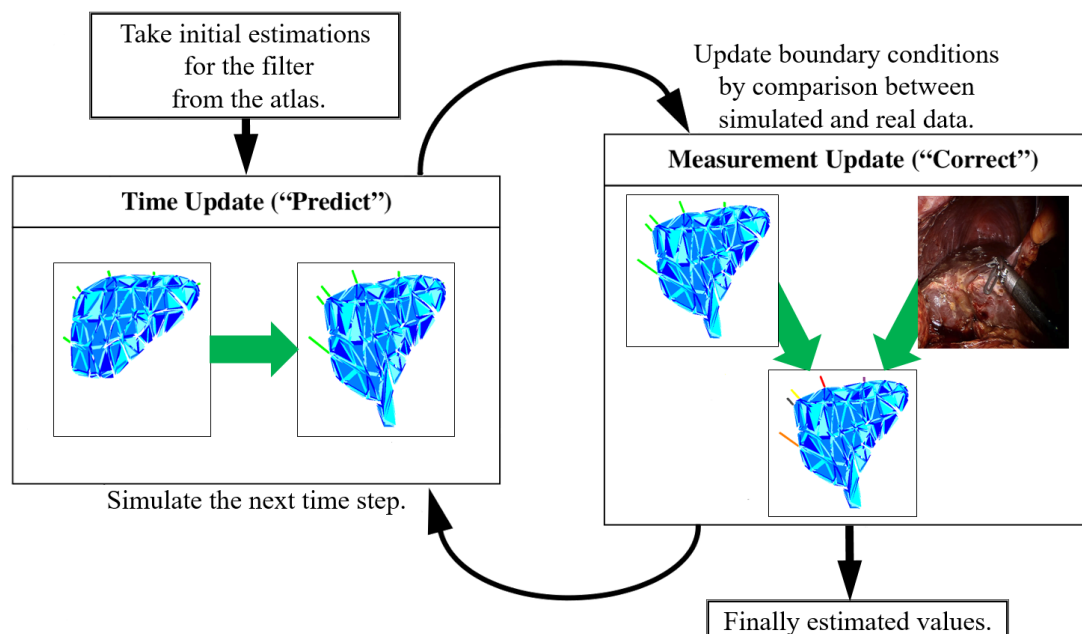 Take initial estimations
for the filter
from the atlas.
Update boundary conditions
by comparison between
simulated and real data.
Time Update (“Predict”)
Measurement Update (“Correct”)
Simulate the next time step.
Finally estimated values.